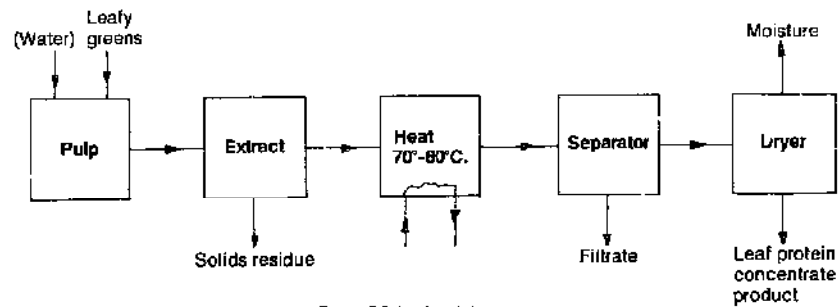 Leafy
greens
(Water)
Moisture
Pulp
Extract
Heat
70°-80°C.
Separator
Dryer
Solids residue
Filtrate
Leaf protein
concentrate
product